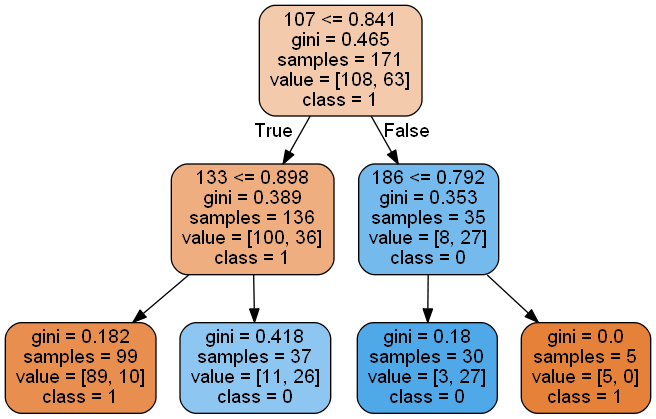 107 <= 0.841
gini = 0.465
samples = 171
value = [108, 63]
class = 1
True
False
133 <= 0.898
gini = 0.389
samples = 136
value = [100, 36]
class = 1
186 <= 0.792
gini = 0.353
samples = 35
value = [8, 27]
class = 0
gini = 0.182
samples = 99
value = [89, 10]
class = 1
gini = 0.418
samples = 37
value = [11, 26]
class = 0
gini = 0.18
samples = 30
value = [3, 27]
class = 0
gini = 0.0
samples = 5
value = [5, 0]
class = 1